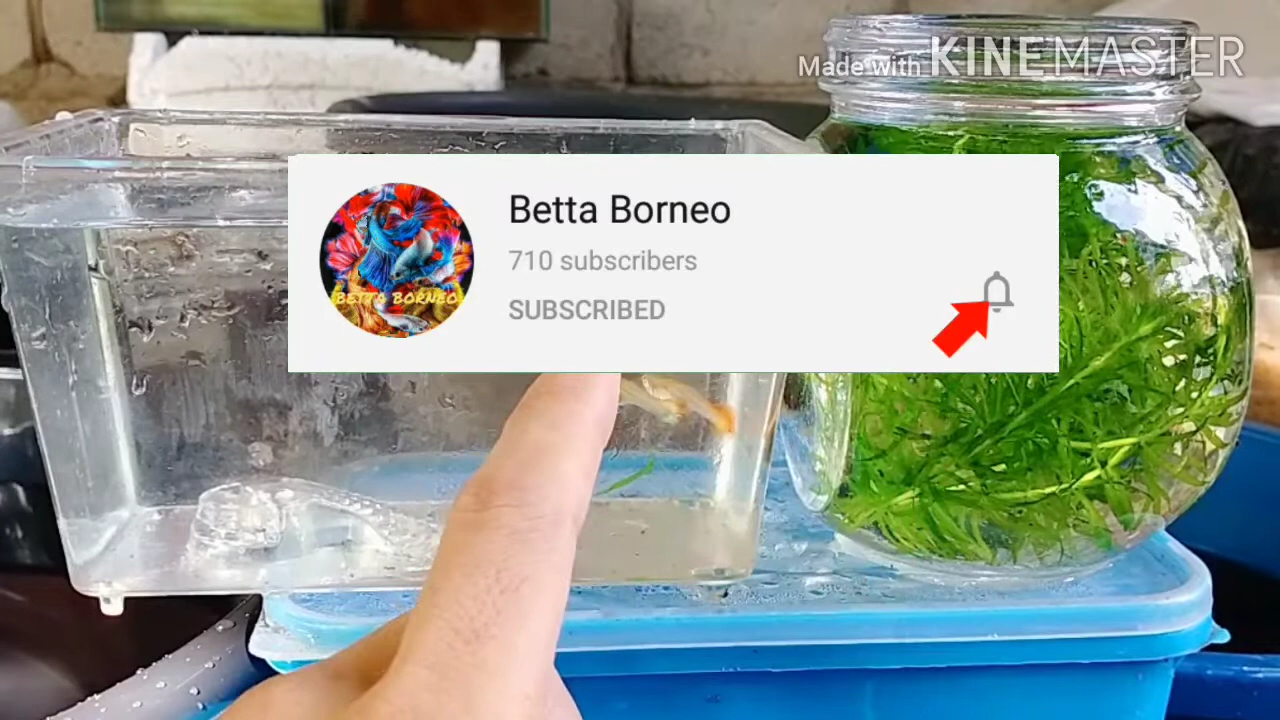 Made with KINEMASTER
Betta Borneo
710 subscribers
SUBSCRIBED
BETTA BORNEO